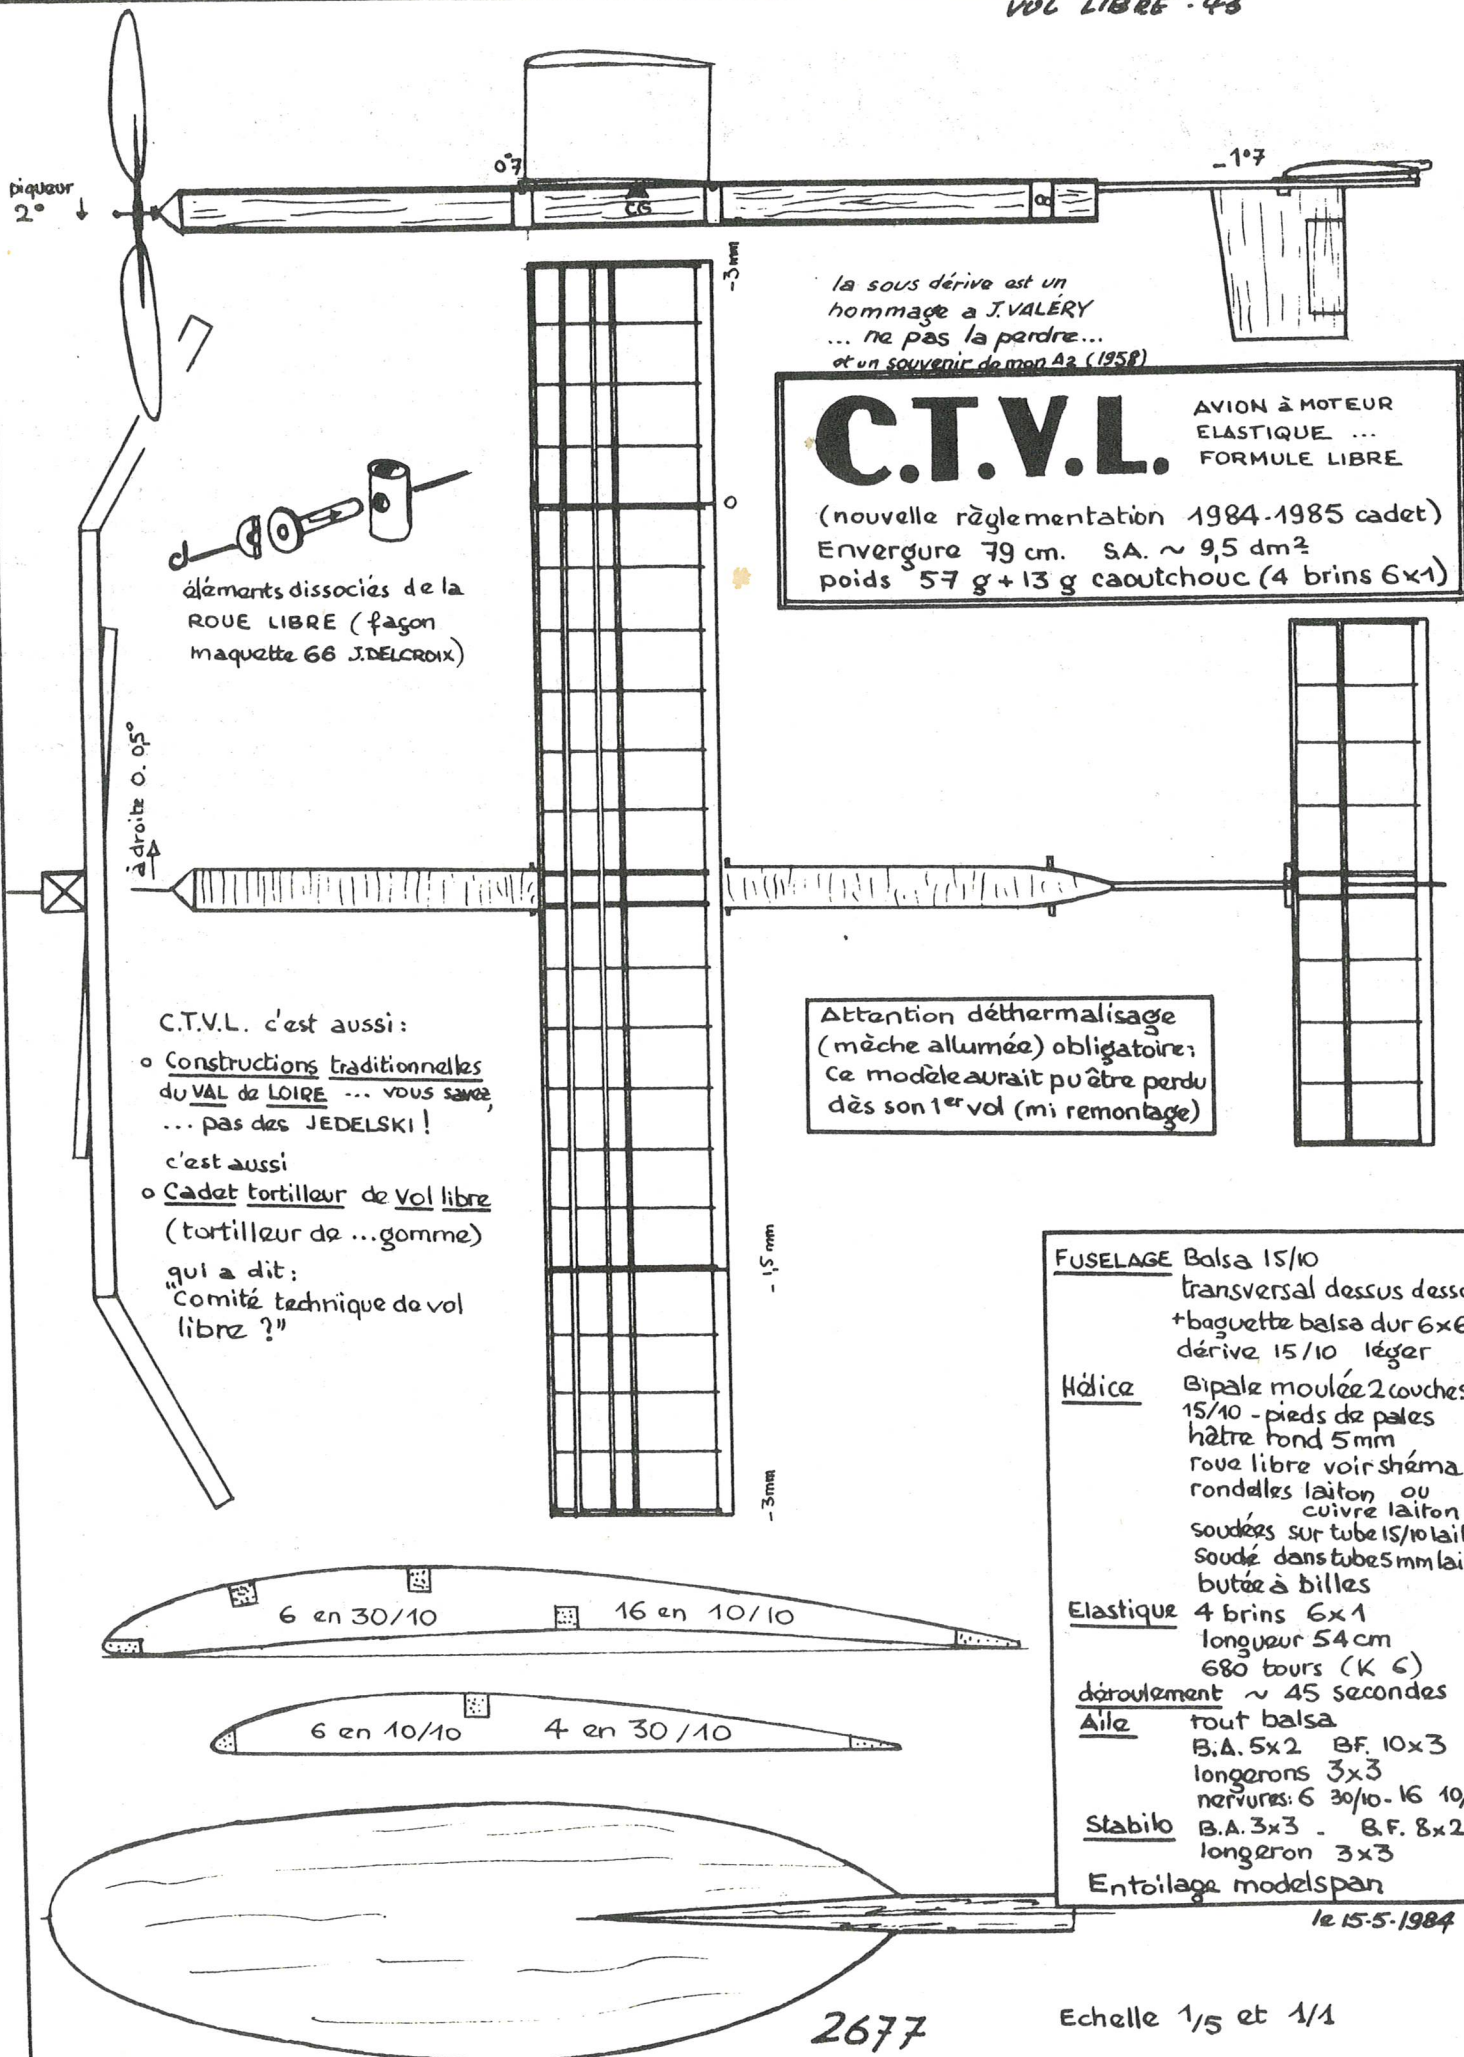 VOL LIBRE . 43
0°7
-1°7
piqueur
2°
CG
-3mm
la sous dérive est un
hommage a J.VALÉRY
... ne pas la perdre...
et un souvenir de mon A2 (1958)
C.T.V.L.
AVION à MOTEUR
ELASTIQUE ...
FORMULE LIBRE
(nouvelle règlementation 1984-1985 cadet)
Envergure 79 cm. S.A. ~ 9,5 dm²
poids 57 g + 13 g caoutchouc (4 brins 6x1)
0
éléments dissociés de la
ROUE LIBRE (façon
maquette 66 J.DELCROIX)
à droite 0.05°
C.T.V.L. c'est aussi :
o Constructions traditionnelles
du VAL de LOIRE ... vous savez,
... pas des JEDELSKI !
c'est aussi
o Cadet tortilleur de vol libre
(tortilleur de ...gomme)
qui a dit :
"Comité technique de vol
libre ?"
Attention déthermalisage
(mèche allumée) obligatoire;
Ce modèle aurait pu être perdu
dès son 1er vol (mi remontage)
-1,5 mm
-3mm
FUSELAGE Balsa 15/10
transversal dessus
+baguette balsa dur 6x6
dérive 15/10 léger
Hélice Bipale moulée 2 couches
15/10 - pieds de pales
hêtre rond 5mm
roue libre voir shéma
rondelles laiton ou
cuivre laiton
soudées sur tube 15/10
Soudé dans tube 5mm
butée à billes
Elastique 4 brins 6x1
longueur 54cm
680 tours (K 6)
déroulement ~ 45 secondes
Aile tout balsa
B.A. 5x2 BF. 10x3
longerons 3x3
nervures: 6 30/10 - 16 10/
Stabilo B.A. 3x3 - B.F. 8x2
longeron 3x3
Entoilage modelspan
6 en 30/10 16 en 10/10
6 en 10/10 4 en 30/10
le 15-5-1984
2677
Echelle 1/5 et 1/1